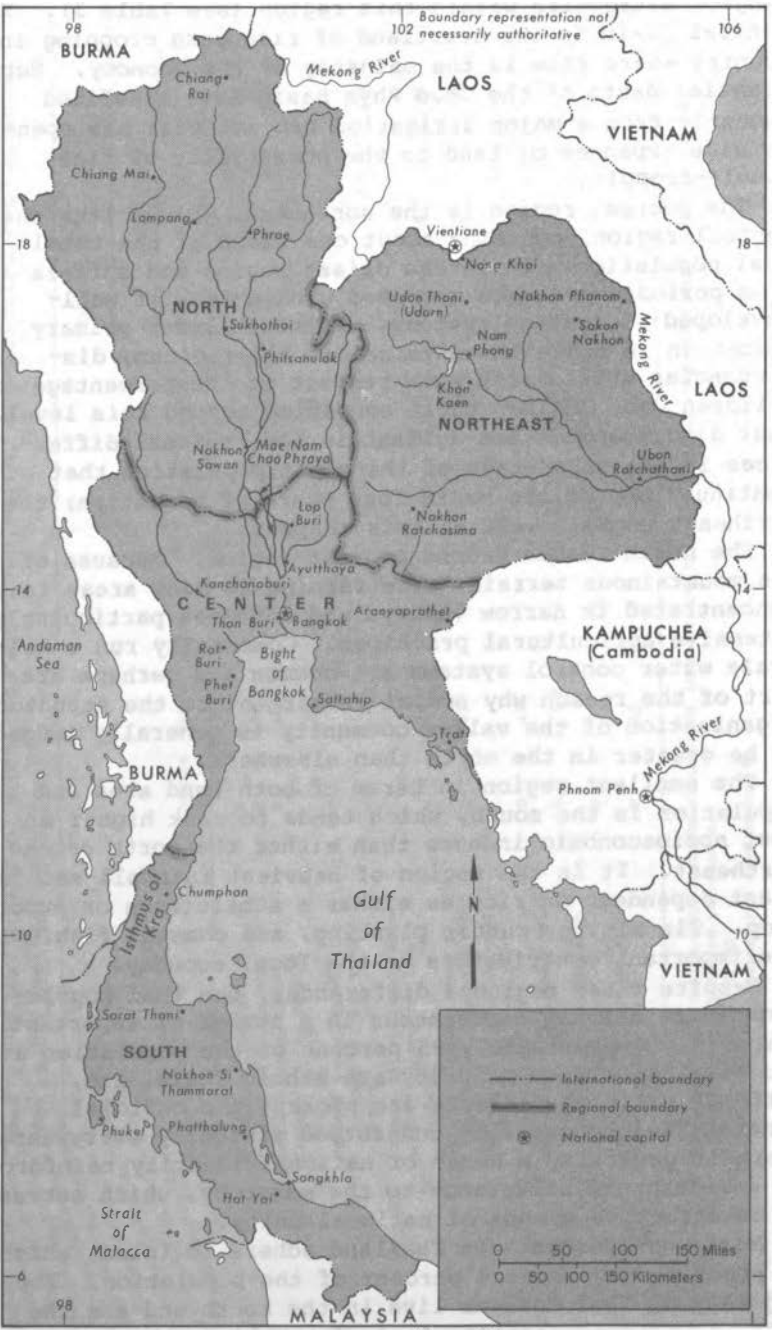 98
102
106
Boundary representation not
necessarily authoritative
BURMA
Mekong River
LAOS
Chiang
Rai
VIETNAM
Chiang Mai
Lampang
Phrae
18
Vientiane
18
Nong Khai
NORTH
Udon Thani
(Udorn)
Nakhon Phanom
Sukhothai
Sakon
Nakhon
Mekong River
Phitsanulok
Nam
Phong
LAOS
Khon
Kaen
NORTHEAST
Nakhon
Sawan
Mae Nam
Chao Phraya
Ubon
Ratchathani
Lop
Buri
Nakhon
Ratchasima
Ayutthaya
Kanchanaburi
14
CENTER
14
Thon Buri
Bangkok
Aranyaprathet
KAMPUCHEA
(Cambodia)
Andaman
Sea
Rat
Buri
Bight
of
Bangkok
Phet
Buri
Sattahip
Trat
Mekong River
BURMA
Phnom Penh
Isthmus of
Kra
Chumphon
Gulf
of
Thailand
N
10
10
VIETNAM
Surat Thani
SOUTH
International boundary
Nakhon S.
Thammarat
Regional boundary
National capital
Phuket
Phatthalung
Songkhla
Hat Yai
Strait
of
Malacca
0 50 100 150 Miles
0 50 100 150 Kilometers
6
98
MALAYSIA